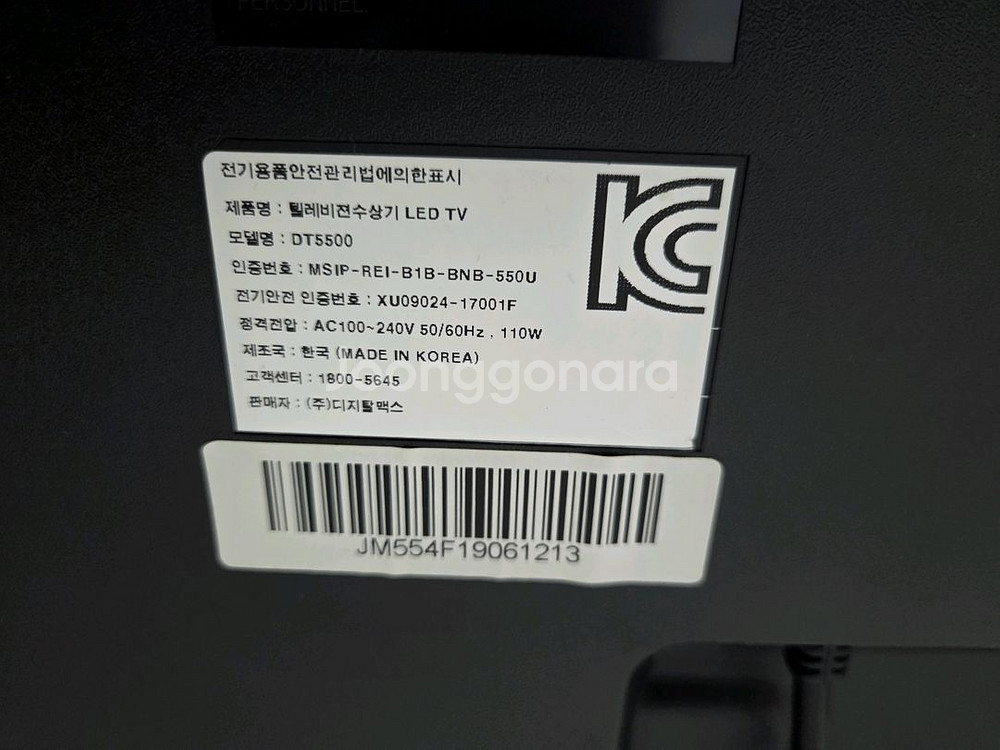 PERSONNEL.
전기용품안전관리법에의한표시
제품명 : 텔레비젼수상기 LED TV
모델명 : DT5500
인증번호 : MSIP-REI-B1B-BNB-550U
전기안전 인증번호 : XU09024-17001F
정격전압 : AC100~240V 50/60Hz , 110W
제조국 : 한국 (MADE IN KOREA)
고객센터 : 1800-5645
판매자 : (주)디지탈맥스
KC
Joonggonara
JM554F19061213